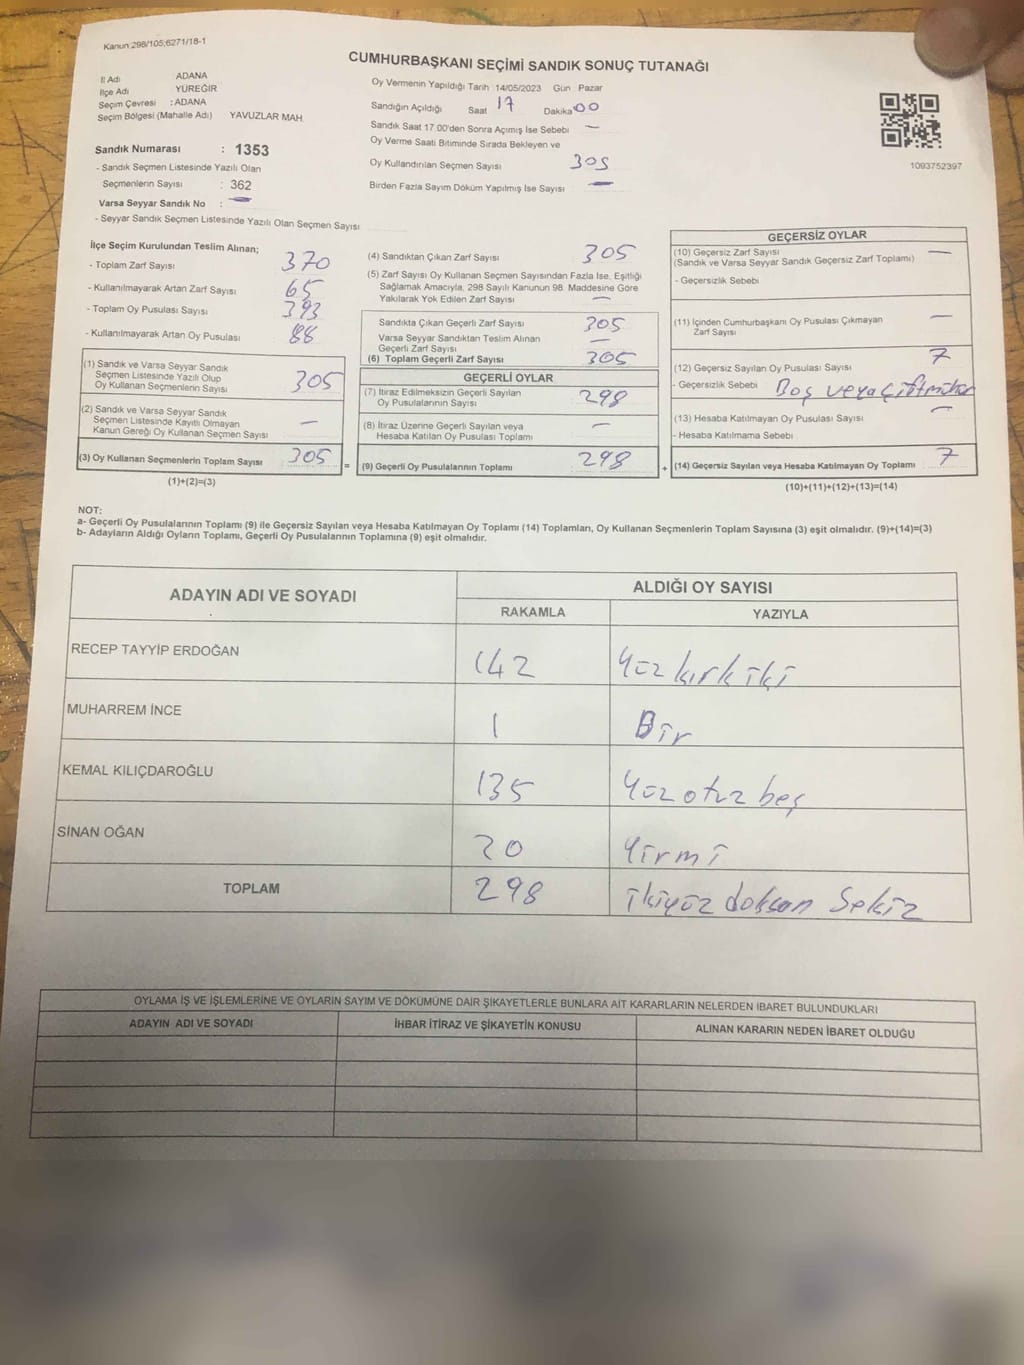 Kanun 298/105;6271/18-1
CUMHURBAŞKANI SEÇİMİ SANDIK SONUÇ TUTANAĞI
İl Adı ADANA
İlçe Adı YÜREĞİR
Seçim Çevresi : ADANA
Seçim Bölgesi (Mahalle Adı) YAVUZLAR MAH.
Sandık Numarası : 1353
- Sandık Seçmen Listesinde Yazılı Olan
Seçmenlerin Sayısı : 362
Varsa Seyyar Sandık No : —
- Seyyar Sandık Seçmen Listesinde Yazılı Olan Seçmen Sayısı
Oy Vermenin Yapıldığı Tarih 14/05/2023 Gün Pazar
Sandığın Açıldığı Saat 17 Dakika 00
Sandık Saat 17.00'den Sonra Açımış İse Sebebi —
Oy Verme Saati Bitiminde Sırada Bekleyen ve
Oy Kullandırılan Seçmen Sayısı 305
Birden Fazla Sayım Döküm Yapılmış İse Sayısı —
1093752397
İlçe Seçim Kurulundan Teslim Alınan;
- Toplam Zarf Sayısı 370
- Kullanılmayarak Artan Zarf Sayısı 65
- Toplam Oy Pusulası Sayısı 393
- Kullanılmayarak Artan Oy Pusulası 88
(1) Sandık ve Varsa Seyyar Sandık
Seçmen Listesinde Yazılı Olup
Oy Kullanan Seçmenlerin Sayısı 305
(2) Sandık ve Varsa Seyyar Sandık
Seçmen Listesinde Kayıtlı Olmayan
Kanun Gereği Oy Kullanan Seçmen Sayısı —
(3) Oy Kullanan Seçmenlerin Toplam Sayısı 305
(1)+(2)=(3)
(4) Sandıktan Çıkan Zarf Sayısı 305
(5) Zarf Sayısı Oy Kullanan Seçmen Sayısından Fazla İse, Eşitliği
Sağlamak Amacıyla, 298 Sayılı Kanunun 98. Maddesine Göre
Yakılarak Yok Edilen Zarf Sayısı —
Sandıkta Çıkan Geçerli Zarf Sayısı 305
Varsa Seyyar Sandıktan Teslim Alınan
Geçerli Zarf Sayısı —
(6) Toplam Geçerli Zarf Sayısı 305
GEÇERLİ OYLAR
(7) İtiraz Edilmeksizin Geçerli Sayılan
Oy Pusulalarının Sayısı 298
(8) İtiraz Üzerine Geçerli Sayılan veya
Hesaba Katılan Oy Pusulası Toplamı —
= (9) Geçerli Oy Pusulalarının Toplamı 298
GEÇERSİZ OYLAR
(10) Geçersiz Zarf Sayısı —
(Sandık ve Varsa Seyyar Sandık Geçersiz Zarf Toplamı)
- Geçersizlik Sebebi
(11) İçinden Cumhurbaşkanı Oy Pusulası Çıkmayan
Zarf Sayısı —
(12) Geçersiz Sayılan Oy Pusulası Sayısı 7
- Geçersizlik Sebebi Boş veya çift mühür
(13) Hesaba Katılmayan Oy Pusulası Sayısı —
- Hesaba Katılmama Sebebi
+ (14) Geçersiz Sayılan veya Hesaba Katılmayan Oy Toplamı 7
(10)+(11)+(12)+(13)=(14)
NOT:
a- Geçerli Oy Pusulalarının Toplamı (9) ile Geçersiz Sayılan veya Hesaba Katılmayan Oy Toplamı (14) Toplamları, Oy Kullanan Seçmenlerin Toplam Sayısına (3) eşit olmalıdır. (9)+(14)=(3)
b- Adayların Aldığı Oyların Toplamı, Geçerli Oy Pusulalarının Toplamına (9) eşit olmalıdır.
ADAYIN ADI VE SOYADI ALDIĞI OY SAYISI
RAKAMLA YAZIYLA
RECEP TAYYİP ERDOĞAN 142 Yüz kırk iki
MUHARREM İNCE 1 Bir
KEMAL KILIÇDAROĞLU 135 Yüz otuz beş
SİNAN OĞAN 20 Yirmi
TOPLAM 298 ikiyüz doksan Sekiz
OYLAMA İŞ VE İŞLEMLERİNE VE OYLARIN SAYIM VE DÖKÜMÜNE DAİR ŞİKAYETLERLE BUNLARA AİT KARARLARIN NELERDEN İBARET BULUNDUKLARI
ADAYIN ADI VE SOYADI İHBAR İTİRAZ VE ŞİKAYETİN KONUSU ALINAN KARARIN NEDEN İBARET OLDUĞU